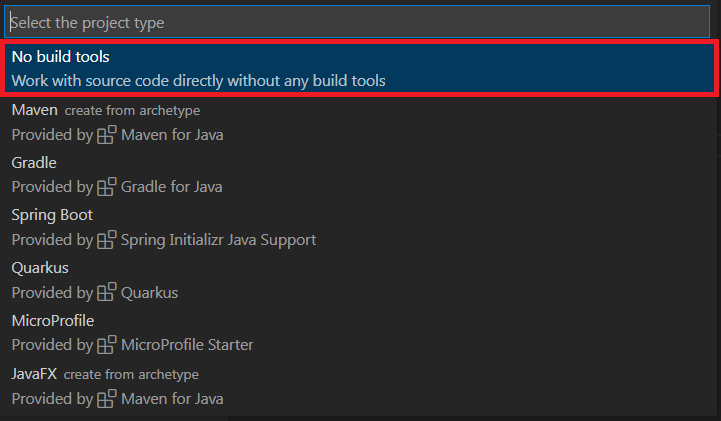 Select the project type
No build tools
Work with source code directly without any build tools
Maven create from archetype
Provided by Maven for Java
Gradle
Provided by Gradle for Java
Spring Boot
Provided by Spring Initializr Java Support
Quarkus
Provided by Quarkus
MicroProfile
Provided by MicroProfile Starter
JavaFX create from archetype
Provided by Maven for Java